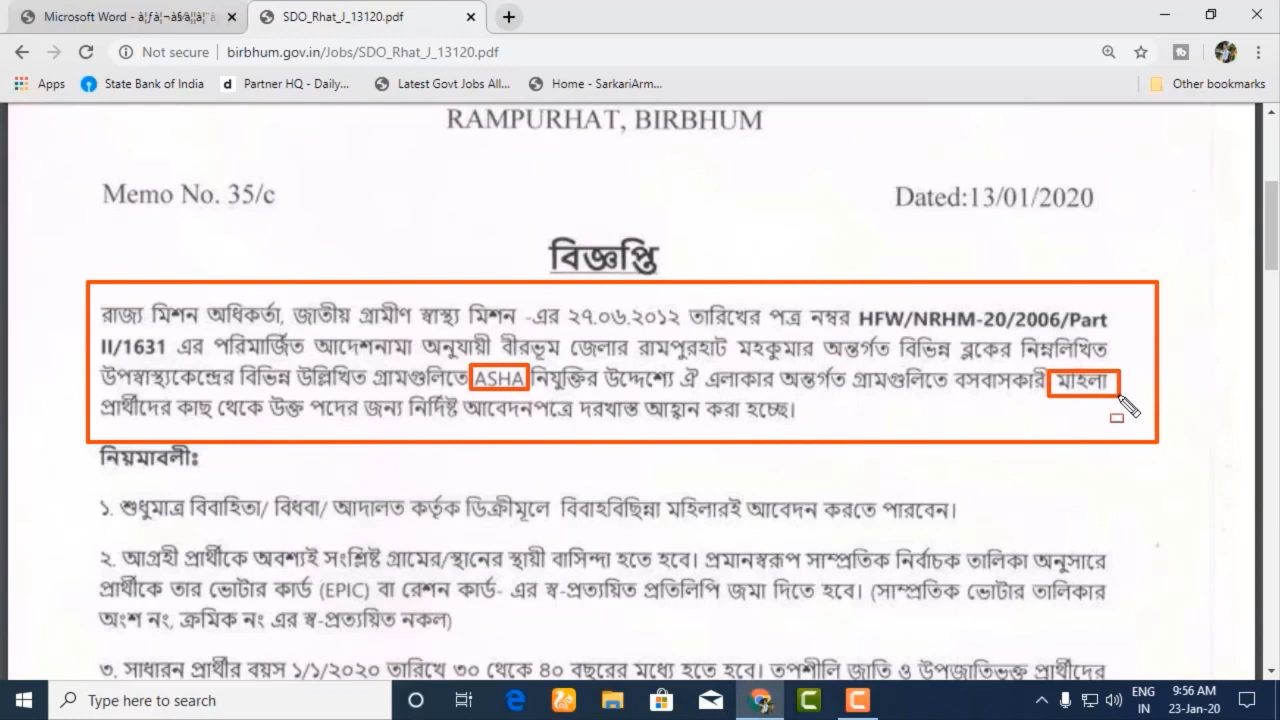 Microsoft Word - à¦ƒà¦¬à§à¦¦à¦¨à
SDO_Rhat_J_13120.pdf
Not secure
birbhum.gov.in/Jobs/SDO_Rhat_J_13120.pdf
Apps
State Bank of India
d
Partner HQ - Daily...
Latest Govt Jobs All...
Home - SarkariArm...
Other bookmarks
RAMPURHAT, BIRBHUM
Memo No. 35/c
Dated:13/01/2020
বিজ্ঞপ্তি
রাজ্য মিশন অধিকর্তা, জাতীয় গ্রামীণ স্বাস্থ্য মিশন -এর ২৭.০৬.২০১২ তারিখের পত্র নম্বর HFW/NRHM-20/2006/Part
II/1631 এর পরিমার্জিত আদেশনামা অনুযায়ী বীরভূম জেলার রামপুরহাট মহকুমার অন্তর্গত বিভিন্ন ব্লকের নিম্নলিখিত
উপস্বাস্থ্যকেন্দ্রের বিভিন্ন উল্লিখিত গ্রামগুলিতে ASHA নিযুক্তির উদ্দেশ্যে ঐ এলাকার অন্তর্গত গ্রামগুলিতে বসবাসকারী মহিলা
প্রার্থীদের কাছ থেকে উক্ত পদের জন্য নির্দিষ্ট আবেদনপত্রে দরখাস্ত আহ্বান করা হচ্ছে।
নিয়মাবলীঃ
১. শুধুমাত্র বিবাহিতা/ বিধবা/ আদালত কর্তৃক ডিক্রীমূলে বিবাহবিছিন্না মহিলারই আবেদন করতে পারবেন।
২. আগ্রহী প্রার্থীকে অবশ্যই সংশ্লিষ্ট গ্রামের/স্থানের স্থায়ী বাসিন্দা হতে হবে। প্রমানস্বরূপ সাম্প্রতিক নির্বাচক তালিকা অনুসারে
প্রার্থীকে তার ভোটার কার্ড (EPIC) বা রেশন কার্ড- এর স্ব-প্রত্যয়িত প্রতিলিপি জমা দিতে হবে। (সাম্প্রতিক ভোটার তালিকার
অংশ নং, ক্রমিক নং এর স্ব-প্রত্যয়িত নকল)
৩. সাধারন প্রার্থীর বয়স ১/১/২০২০ তারিখে ৩০ থেকে ৪০ বছরের মধ্যে হতে হবে। তপশীলি জাতি ও উপজাতিভুক্ত প্রার্থীদের
Type here to search
ENG
IN
9:56 AM
23-Jan-20